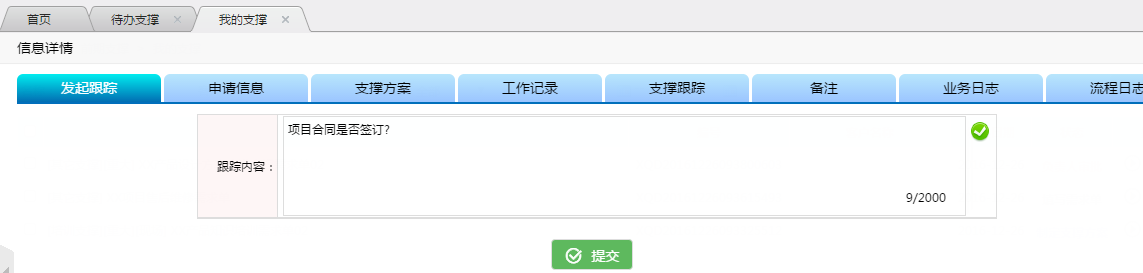 首页 待办支撑 我的支撑
信息详情
发起跟踪 申请信息 支撑方案 工作记录 支撑跟踪 备注 业务日志 流程日志
项目合同是否签订?
跟踪内容：
9/2000
提交